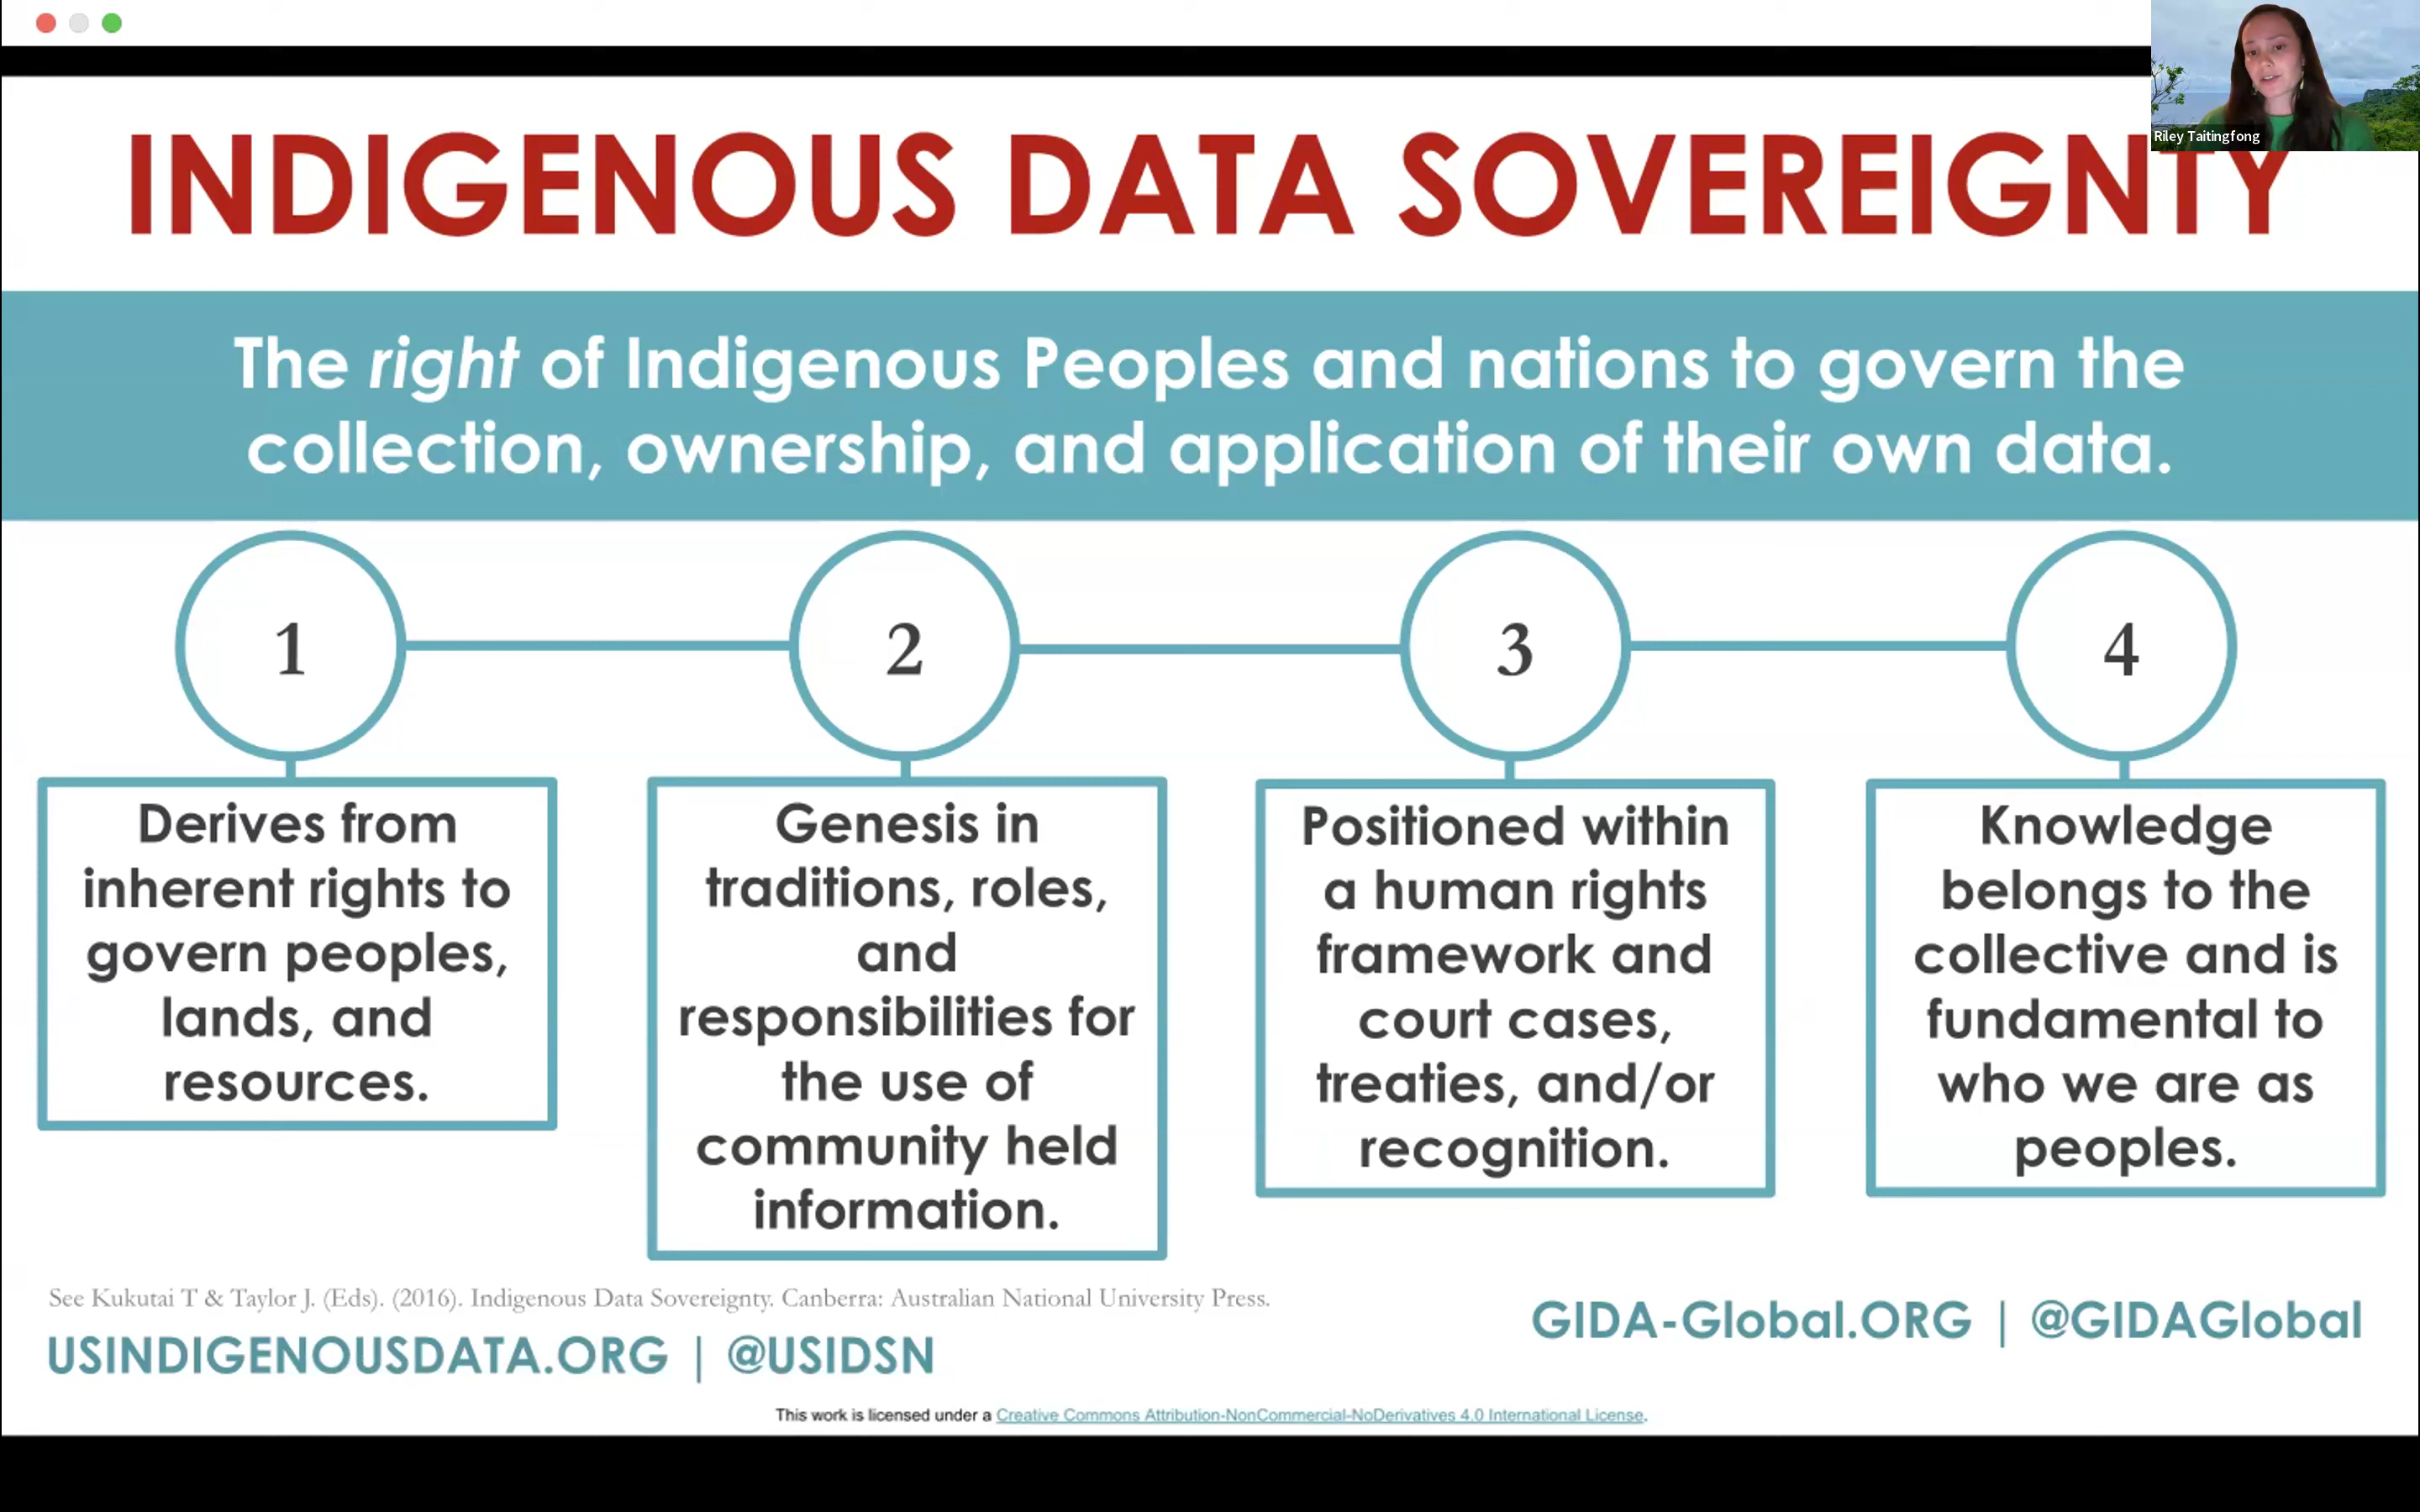 Riley Taitingfong
INDIGENOUS DATA SOVEREIGNTY
The right of Indigenous Peoples and nations to govern the
collection, ownership, and application of their own data.
1
Derives from
inherent rights to
govern peoples,
lands, and
resources.
2
Genesis in
traditions, roles,
and
responsibilities for
the use of
community held
information.
3
Positioned within
a human rights
framework and
court cases,
treaties, and/or
recognition.
4
Knowledge
belongs to the
collective and is
fundamental to
who we are as
peoples.
See Kukutai T & Taylor J. (Eds). (2016). Indigenous Data Sovereignty. Canberra: Australian National University Press.
USINDIGENOUSDATA.ORG | @USIDSN
GIDA-Global.ORG | @GIDAGlobal
This work is licensed under a Creative Commons Attribution-NonCommercial-NoDerivatives 4.0 International License.